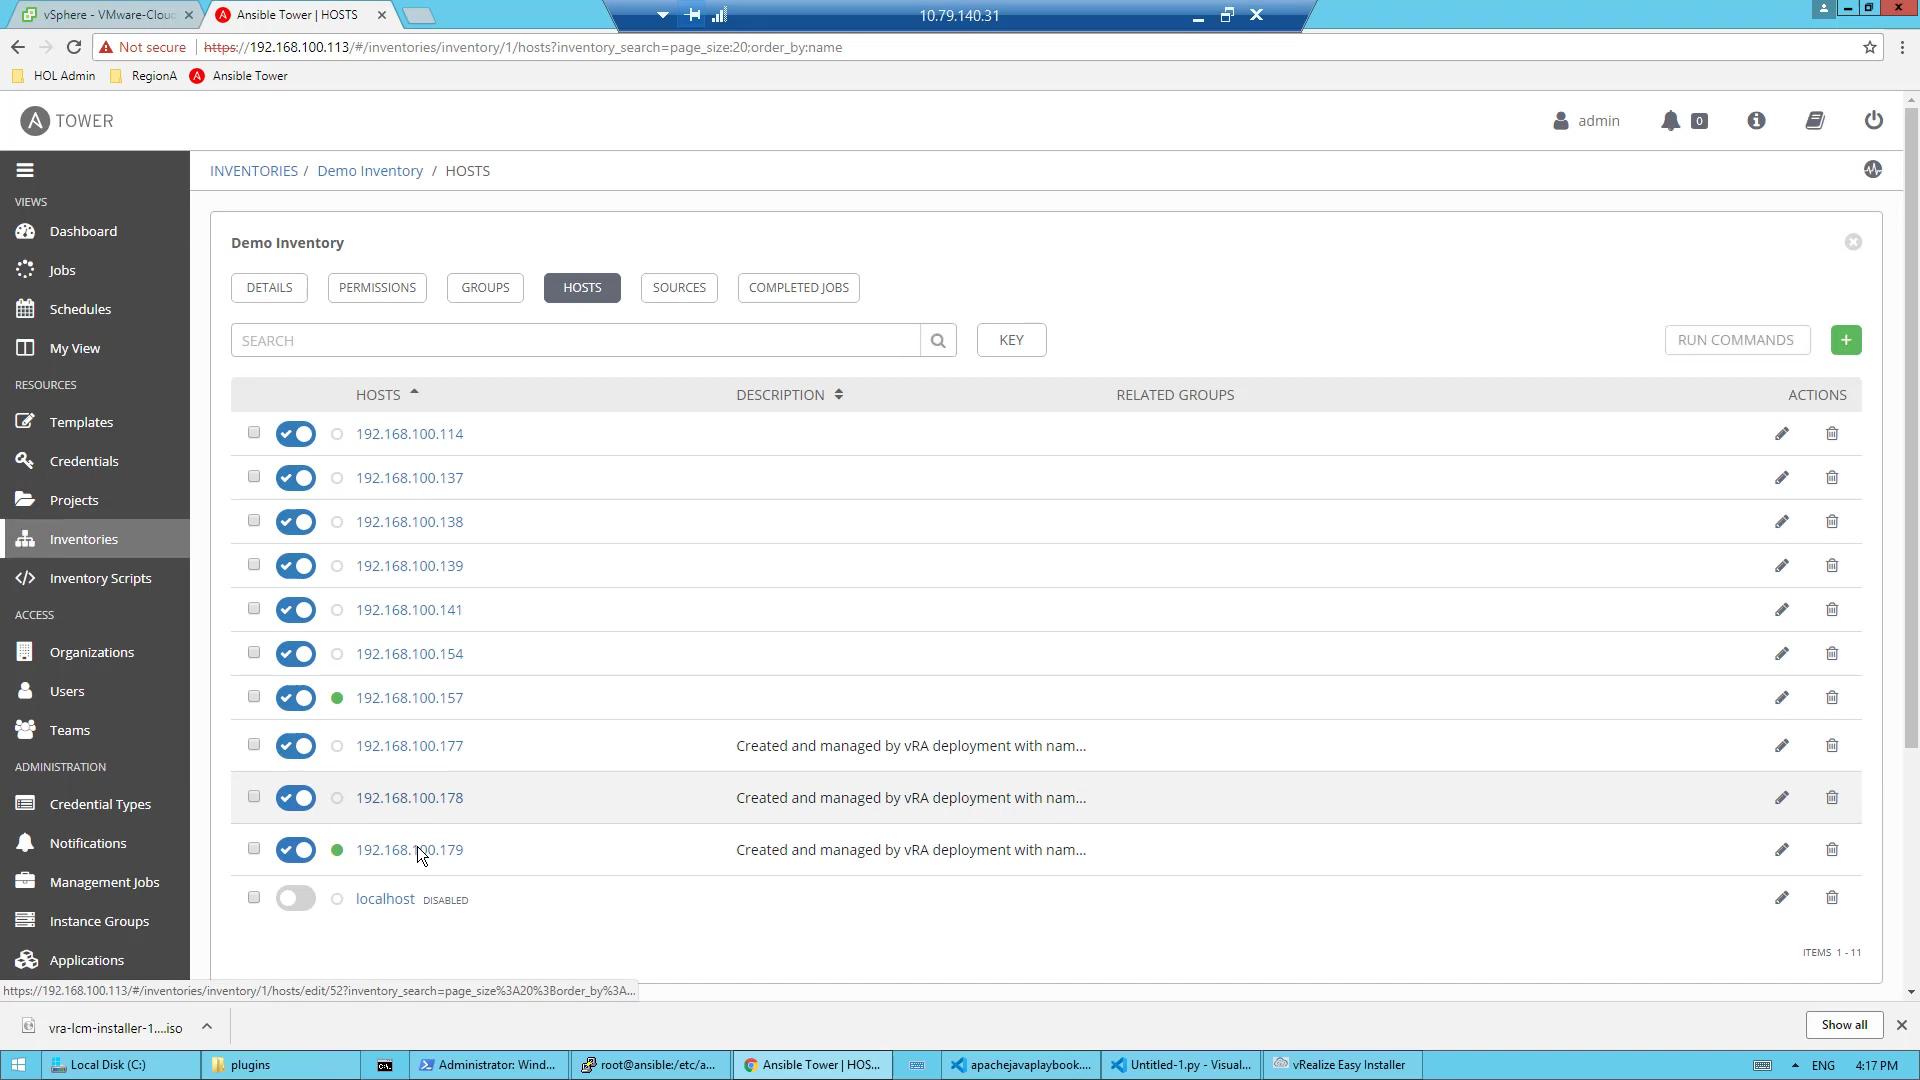 vSphere - VMware-Cloud
Ansible Tower | HOSTS
10.79.140.31
Not secure https://192.168.100.113/#/inventories/inventory/1/hosts?inventory_search=page_size:20;order_by:name
HOL Admin RegionA Ansible Tower
A TOWER
admin 0
INVENTORIES / Demo Inventory / HOSTS
VIEWS
Dashboard
Jobs
Schedules
My View
RESOURCES
Templates
Credentials
Projects
Inventories
Inventory Scripts
ACCESS
Organizations
Users
Teams
ADMINISTRATION
Credential Types
Notifications
Management Jobs
Instance Groups
Applications
Demo Inventory
DETAILS PERMISSIONS GROUPS HOSTS SOURCES COMPLETED JOBS
SEARCH KEY RUN COMMANDS +
HOSTS DESCRIPTION RELATED GROUPS ACTIONS
192.168.100.114
192.168.100.137
192.168.100.138
192.168.100.139
192.168.100.141
192.168.100.154
192.168.100.157
192.168.100.177 Created and managed by vRA deployment with nam...
192.168.100.178 Created and managed by vRA deployment with nam...
192.168.100.179 Created and managed by vRA deployment with nam...
localhost DISABLED
ITEMS 1 - 11
https://192.168.100.113/#/inventories/inventory/1/hosts/edit/52?inventory_search=page_size%3A20%3Border_by%3A...
vra-lcm-installer-1....iso
Show all
Local Disk (C:) plugins Administrator: Wind... root@ansible:/etc/a... Ansible Tower | HOS... apachejavaplaybook.... Untitled-1.py - Visual... vRealize Easy Installer ENG 4:17 PM